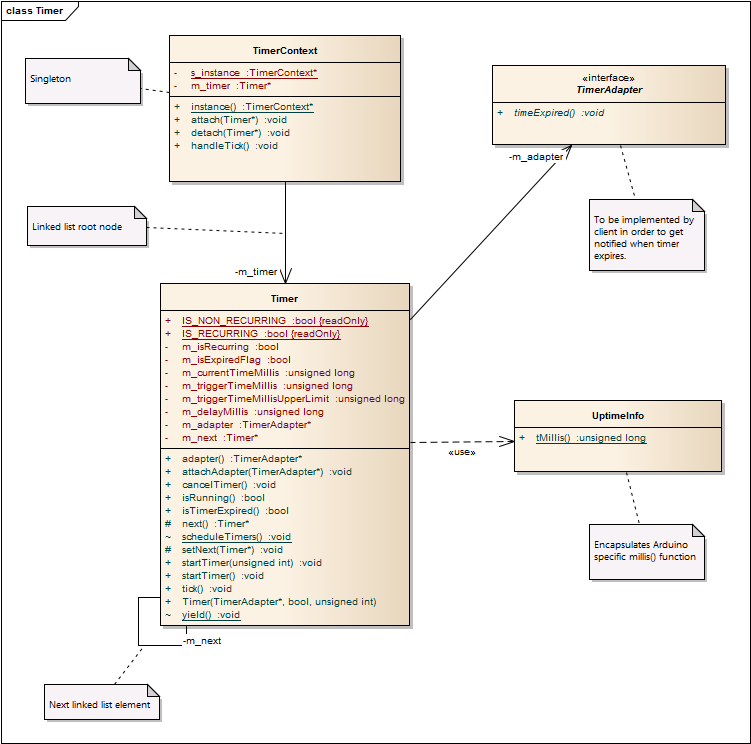 class Timer
TimerContext
- s_instance :TimerContext*
- m_timer :Timer*
+ instance() :TimerContext*
+ attach(Timer*) :void
+ detach(Timer*) :void
+ handleTick() :void
Singleton
«interface»
TimerAdapter
+ timeExpired() :void
-m_adapter
To be implemented by
client in order to get
notified when timer
expires.
Linked list root node
-m_timer
Timer
+ IS_NON_RECURRING :bool {readOnly}
+ IS_RECURRING :bool {readOnly}
- m_isRecurring :bool
- m_isExpiredFlag :bool
- m_currentTimeMillis :unsigned long
- m_triggerTimeMillis :unsigned long
- m_triggerTimeMillisUpperLimit :unsigned long
- m_delayMillis :unsigned long
- m_adapter :TimerAdapter*
- m_next :Timer*
+ adapter() :TimerAdapter*
+ attachAdapter(TimerAdapter*) :void
+ cancelTimer() :void
+ isRunning() :bool
+ isTimerExpired() :bool
# next() :Timer*
~ scheduleTimers() :void
# setNext(Timer*) :void
+ startTimer(unsigned int) :void
+ startTimer() :void
+ tick() :void
+ Timer(TimerAdapter*, bool, unsigned int)
~ yield() :void
«use»
UptimeInfo
+ tMillis() :unsigned long
Encapsulates Arduino
specific millis() function
-m_next
Next linked list element